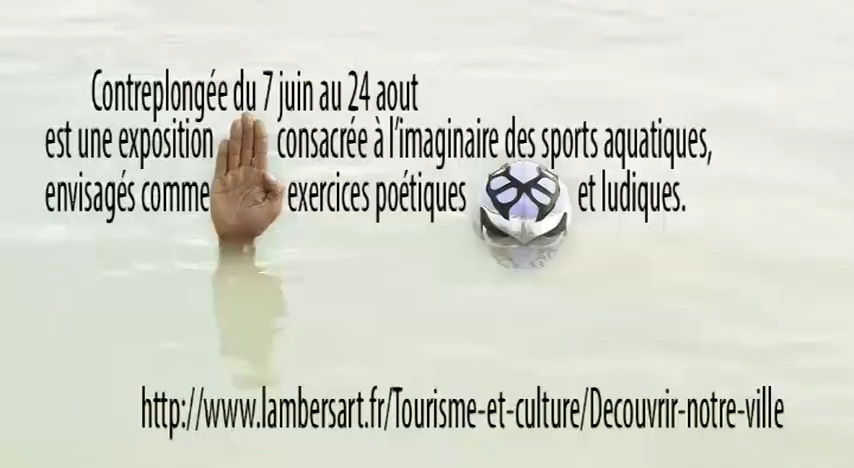 Contreplongée du 7 juin au 24 aout
est une exposition consacrée à l'imaginaire des sports aquatiques,
envisagés comme exercices poétiques et ludiques.
http://www.lambersart.fr/Tourisme-et-culture/Decouvrir-notre-ville